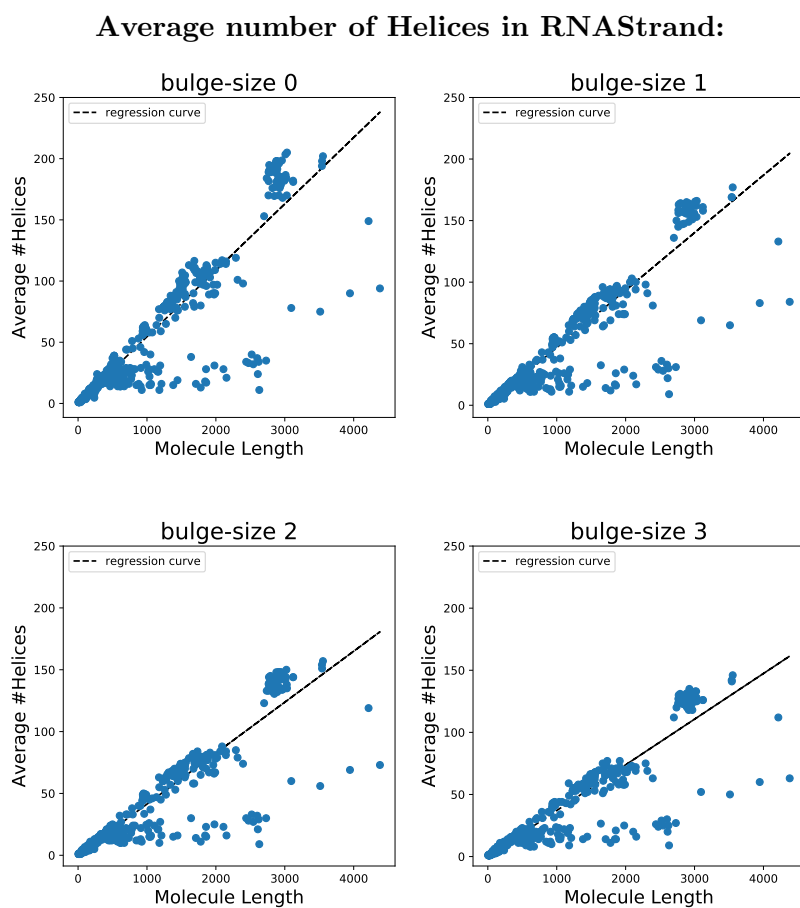 Average number of Helices in RNAStrand:
bulge-size 0
250
200
150
100
50
0
regression curve
Average #Helices
0 1000 2000 3000 4000
Molecule Length
bulge-size 1
250
200
150
100
50
0
regression curve
Average #Helices
0 1000 2000 3000 4000
Molecule Length
bulge-size 2
250
200
150
100
50
0
regression curve
Average #Helices
0 1000 2000 3000 4000
Molecule Length
bulge-size 3
250
200
150
100
50
0
regression curve
Average #Helices
0 1000 2000 3000 4000
Molecule Length